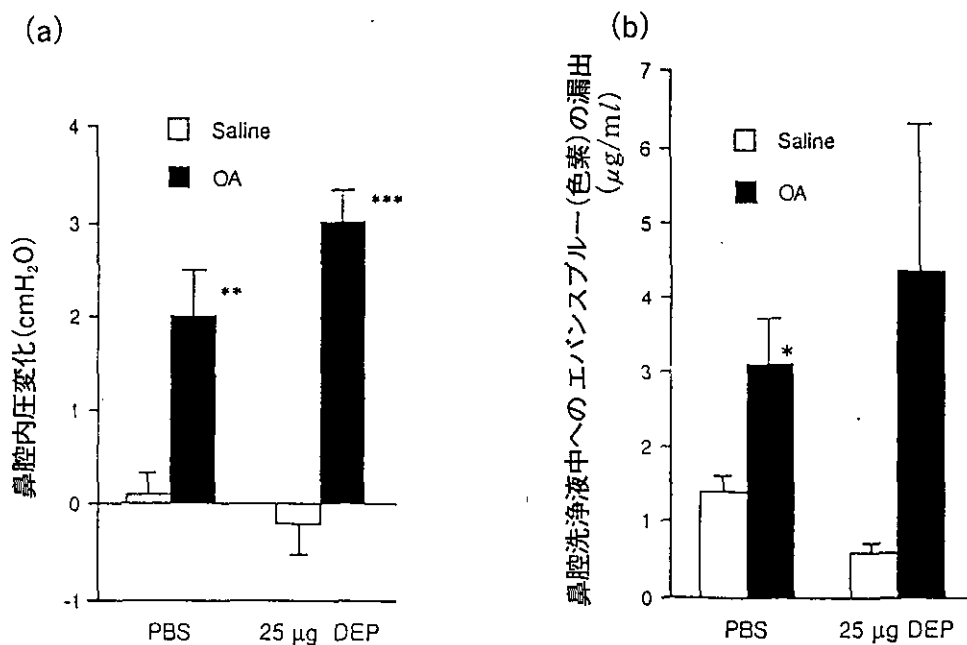 (a)
鼻腔内圧変化(cmH₂O)
4
3
2
1
0
-1
Saline
OA
**
***
PBS
25 μg DEP
(b)
鼻腔洗浄液中へのエバンスブルー(色素)の漏出
(μg/ml)
7
6
5
4
3
2
1
0
Saline
OA
*
PBS
25 μg DEP